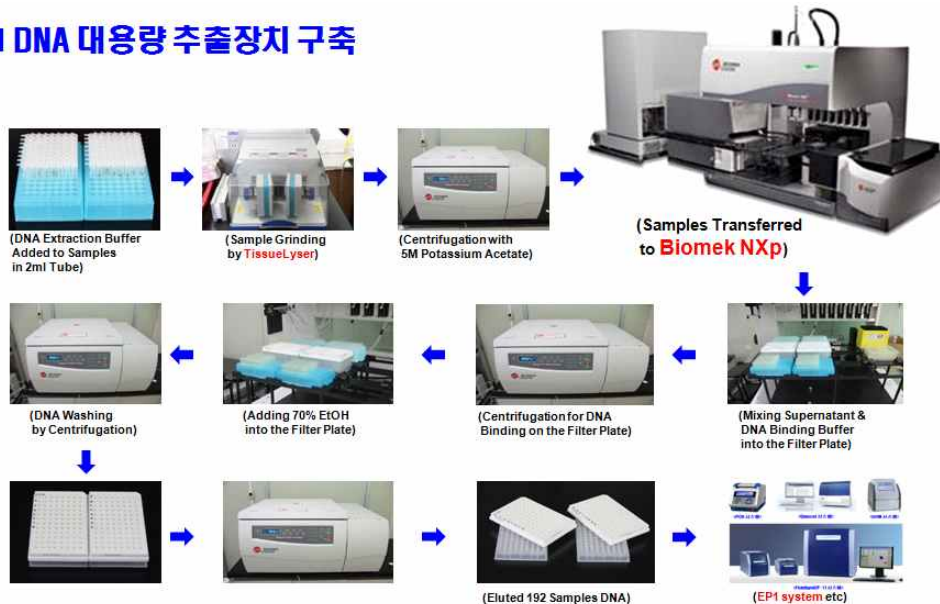 DNA 대용량 추출장치 구축
(DNA Extraction Buffer
Added to Samples
in 2ml Tube)
(Sample Grinding
by TissueLyser)
(Centrifugation with
5M Potassium Acetate)
(Samples Transferred
to Biomek NXp)
(DNA Washing
by Centrifugation)
(Adding 70% EtOH
into the Filter Plate)
(Centrifugation for DNA
Binding on the Filter Plate)
(Mixing Supernatant &
DNA Binding Buffer
into the Filter Plate)
(Eluted 192 Samples DNA)
(EP1 system etc)